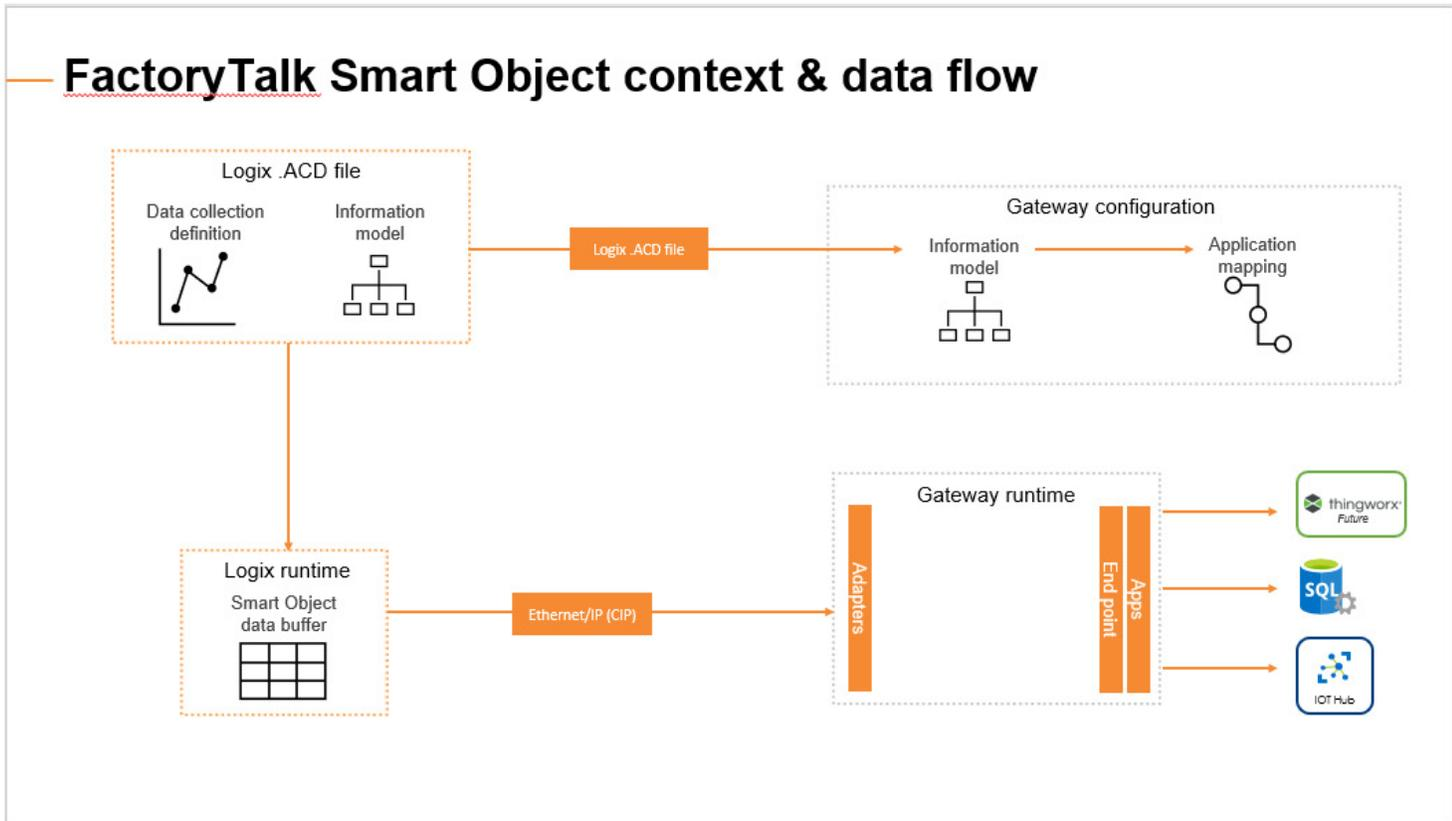 FactoryTalk Smart Object context & data flow
Logix .ACD file
Data collection
definition
Information
model
Logix .ACD file
Gateway configuration
Information
model
Application
mapping
Logix runtime
Smart Object
data buffer
Ethernet/IP (CIP)
Gateway runtime
Adapters
End point
Apps
thingworx
Future
SQL
IOT Hub